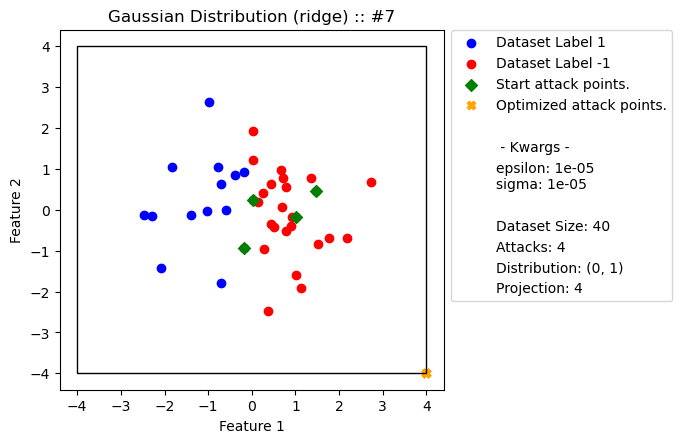 Gaussian Distribution (ridge) :: #7
Dataset Label 1
Dataset Label -1
Start attack points.
Optimized attack points.
- Kwargs -
epsilon: 1e-05
sigma: 1e-05
Dataset Size: 40
Attacks: 4
Distribution: (0, 1)
Projection: 4
4
3
2
1
0
−1
−2
−3
−4
Feature 2
−4 −3 −2 −1 0 1 2 3 4
Feature 1